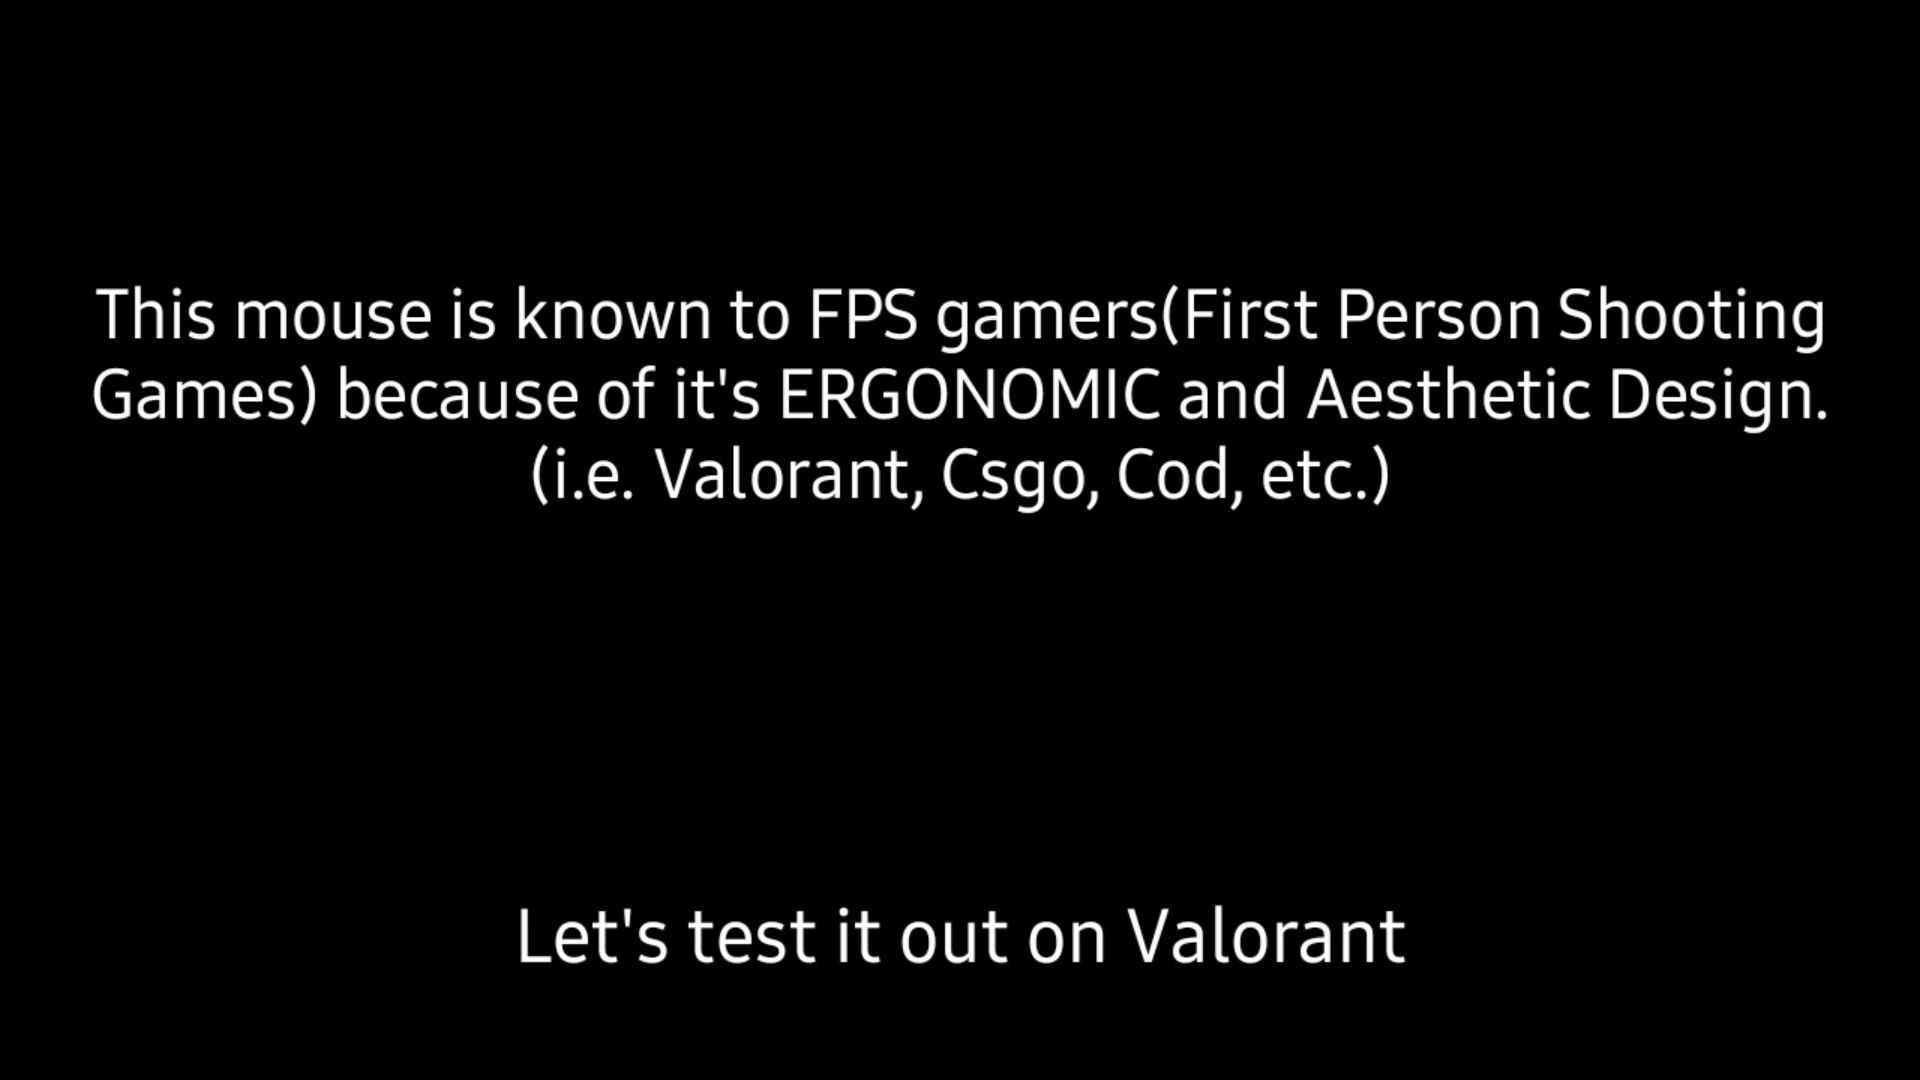 This mouse is known to FPS gamers(First Person Shooting
Games) because of it's ERGONOMIC and Aesthetic Design.
(i.e. Valorant, Csgo, Cod, etc.)
Let's test it out on Valorant